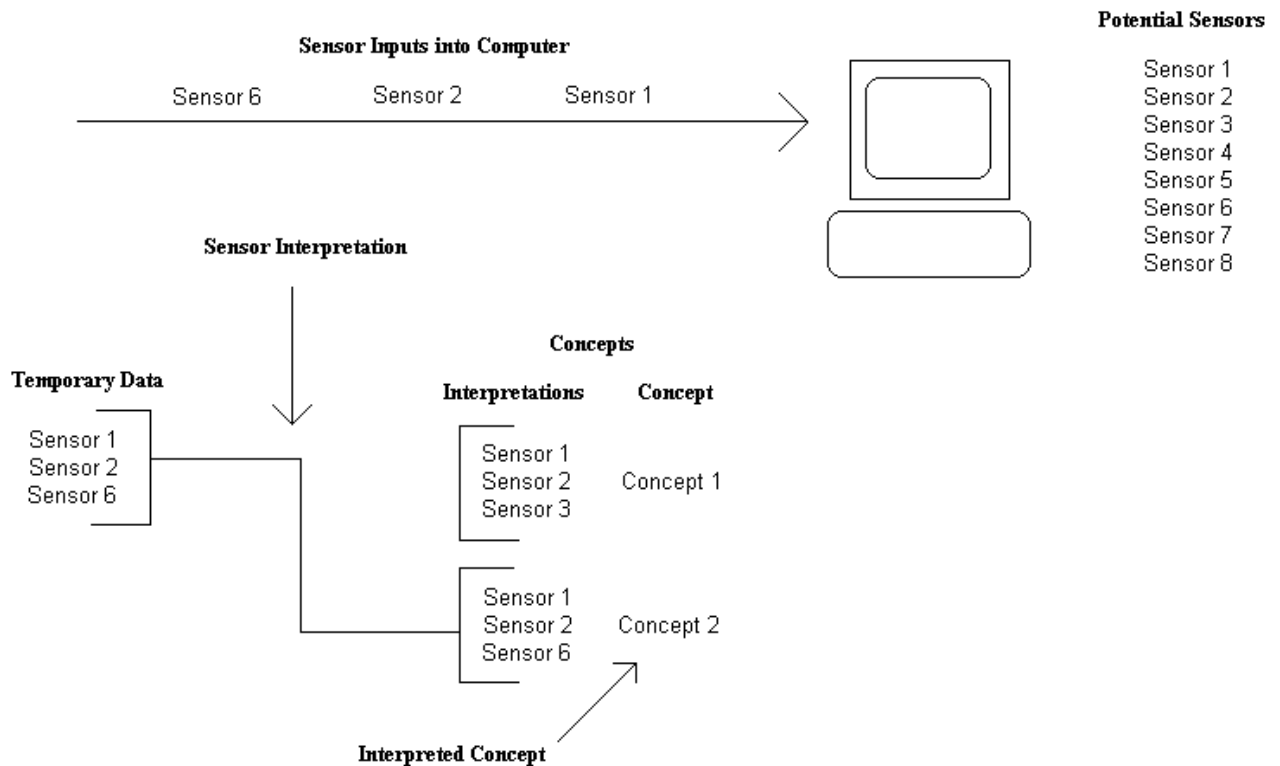 Potential Sensors
Sensor Inputs into Computer
Sensor 6 Sensor 2 Sensor 1
Sensor 1
Sensor 2
Sensor 3
Sensor 4
Sensor 5
Sensor 6
Sensor 7
Sensor 8
Sensor Interpretation
Temporary Data
Sensor 1
Sensor 2
Sensor 6
Concepts
Interpretations Concept
Sensor 1
Sensor 2 Concept 1
Sensor 3
Sensor 1
Sensor 2 Concept 2
Sensor 6
Interpreted Concept